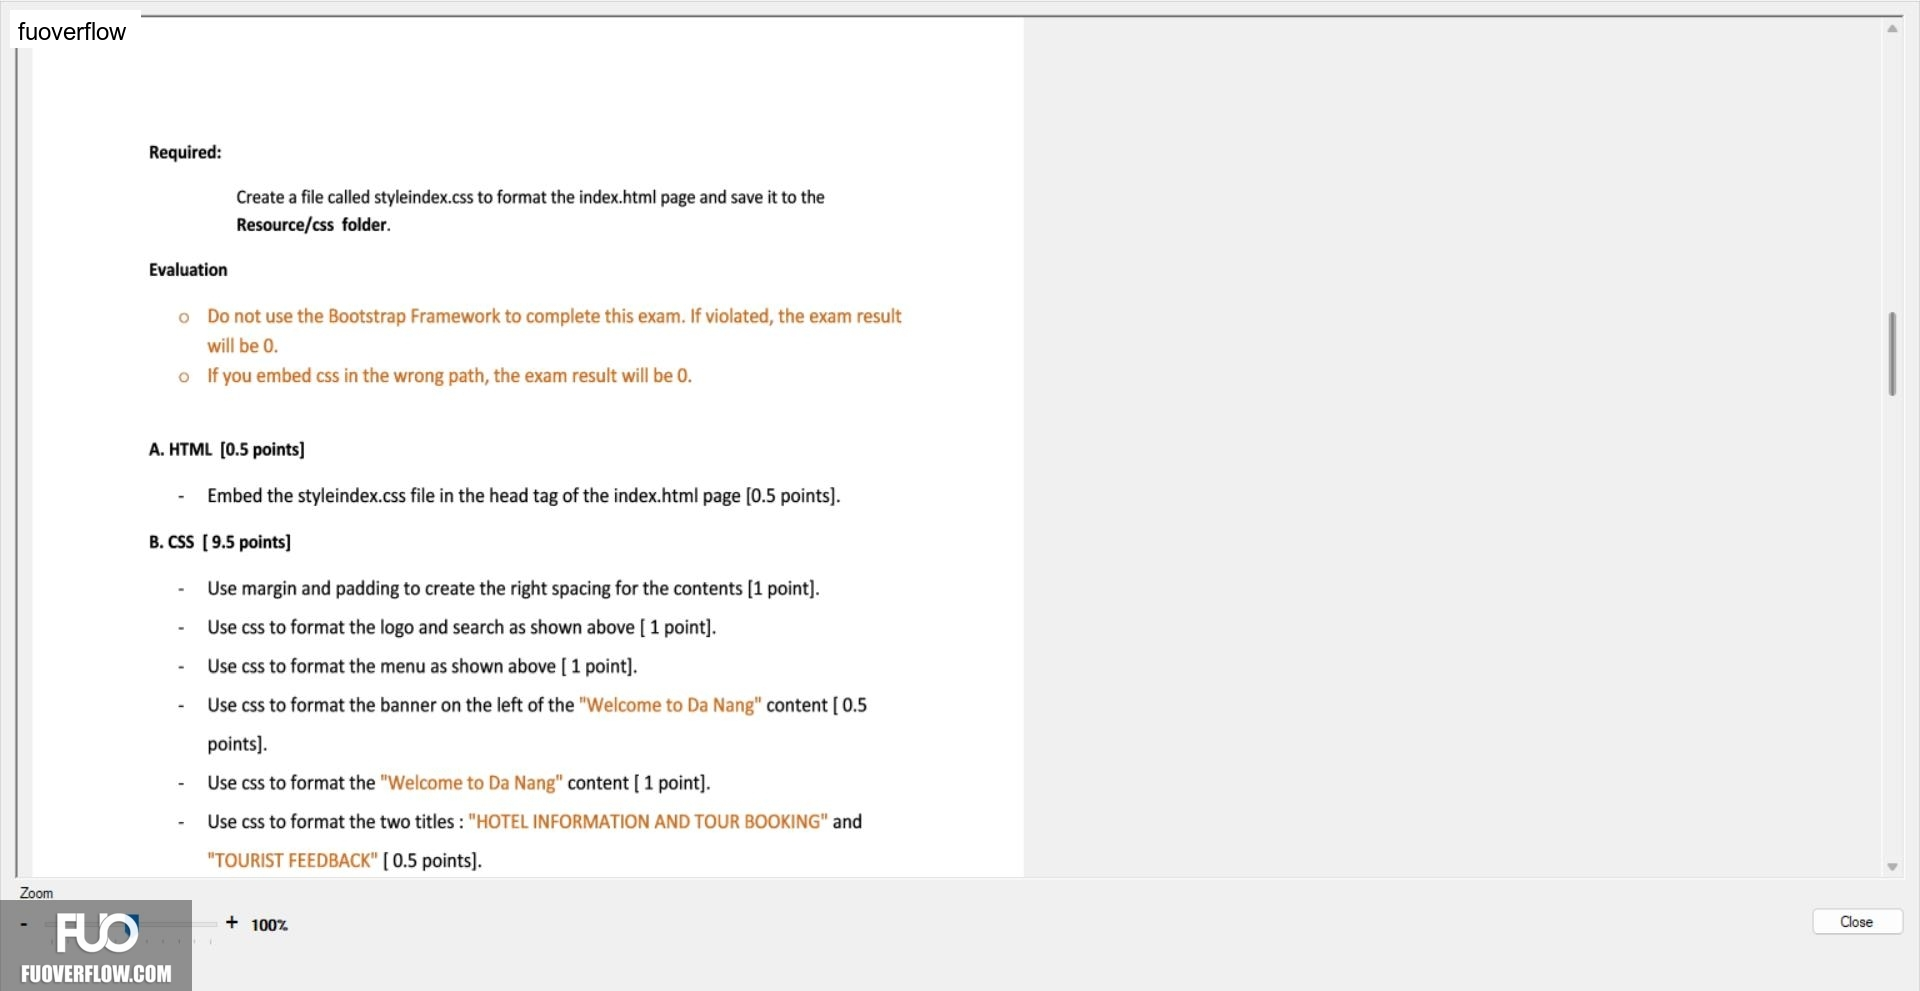 fuoverflow
Required:
Create a file called styleindex.css to format the index.html page and save it to the
Resource/css folder.
Evaluation
o Do not use the Bootstrap Framework to complete this exam. If violated, the exam result
will be 0.
o If you embed css in the wrong path, the exam result will be 0.
A. HTML [0.5 points]
- Embed the styleindex.css file in the head tag of the index.html page [0.5 points].
B. CSS [ 9.5 points]
- Use margin and padding to create the right spacing for the contents [1 point].
- Use css to format the logo and search as shown above [ 1 point].
- Use css to format the menu as shown above [ 1 point].
- Use css to format the banner on the left of the "Welcome to Da Nang" content [ 0.5
points].
- Use css to format the "Welcome to Da Nang" content [ 1 point].
- Use css to format the two titles : "HOTEL INFORMATION AND TOUR BOOKING" and
"TOURIST FEEDBACK" [ 0.5 points].
Zoom
- + 100%
Close
FUO
FUOVERFLOW.COM